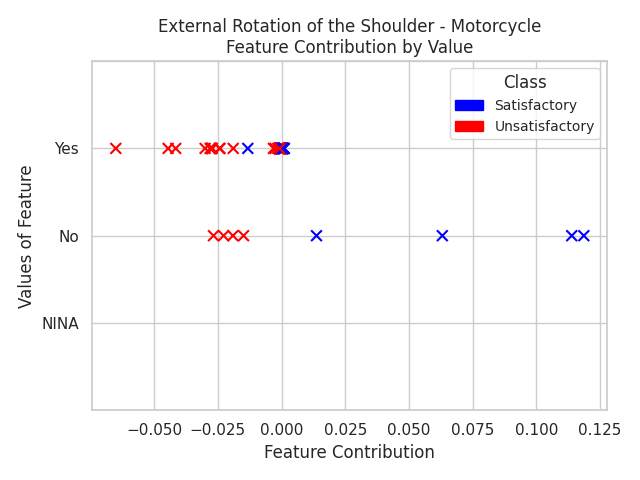 External Rotation of the Shoulder - Motorcycle
Feature Contribution by Value
Class
Satisfactory
Unsatisfactory
Values of Feature
Yes
No
NINA
−0.050 −0.025 0.000 0.025 0.050 0.075 0.100 0.125
Feature Contribution